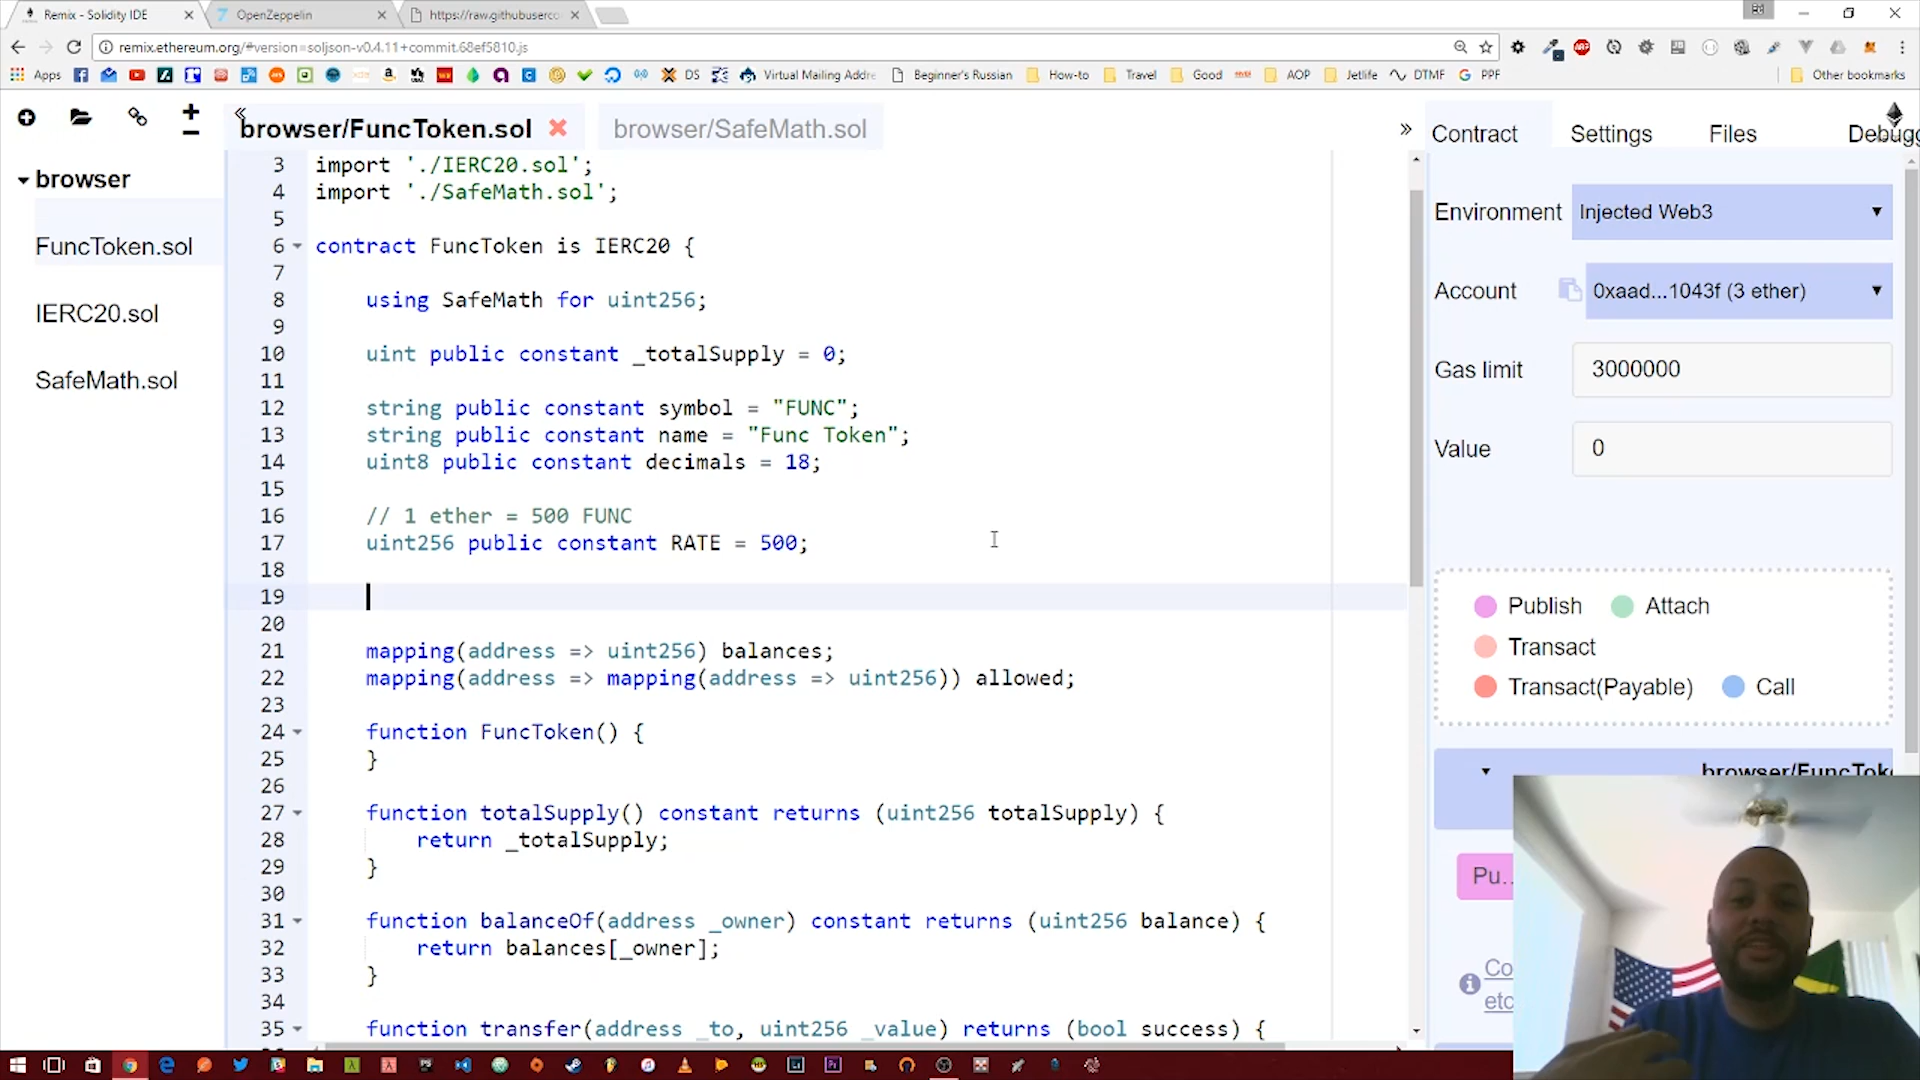 Remix - Solidity IDE
OpenZeppelin
https://raw.githubuserco
remix.ethereum.org/#version=soljson-v0.4.11+commit.68ef5810.js
Apps
DS
Virtual Mailing Addre
Beginner's Russian
How-to
Travel
Good
AOP
Jetlife
DTMF
PPF
Other bookmarks
browser/FuncToken.sol
browser/SafeMath.sol
Contract
Settings
Files
Debugg
browser
FuncToken.sol
IERC20.sol
SafeMath.sol
3 import './IERC20.sol';
4 import './SafeMath.sol';
5
6 contract FuncToken is IERC20 {
7
8 using SafeMath for uint256;
9
10 uint public constant _totalSupply = 0;
11
12 string public constant symbol = "FUNC";
13 string public constant name = "Func Token";
14 uint8 public constant decimals = 18;
15
16 // 1 ether = 500 FUNC
17 uint256 public constant RATE = 500;
18
19
20
21 mapping(address => uint256) balances;
22 mapping(address => mapping(address => uint256)) allowed;
23
24 function FuncToken() {
25 }
26
27 function totalSupply() constant returns (uint256 totalSupply) {
28 return _totalSupply;
29 }
30
31 function balanceOf(address _owner) constant returns (uint256 balance) {
32 return balances[_owner];
33 }
34
35 function transfer(address _to, uint256 _value) returns (bool success) {
Environment
Injected Web3
Account
0xaad...1043f (3 ether)
Gas limit
3000000
Value
0
Publish
Attach
Transact
Transact(Payable)
Call
browser/FuncToke
Pu...
Co
etc